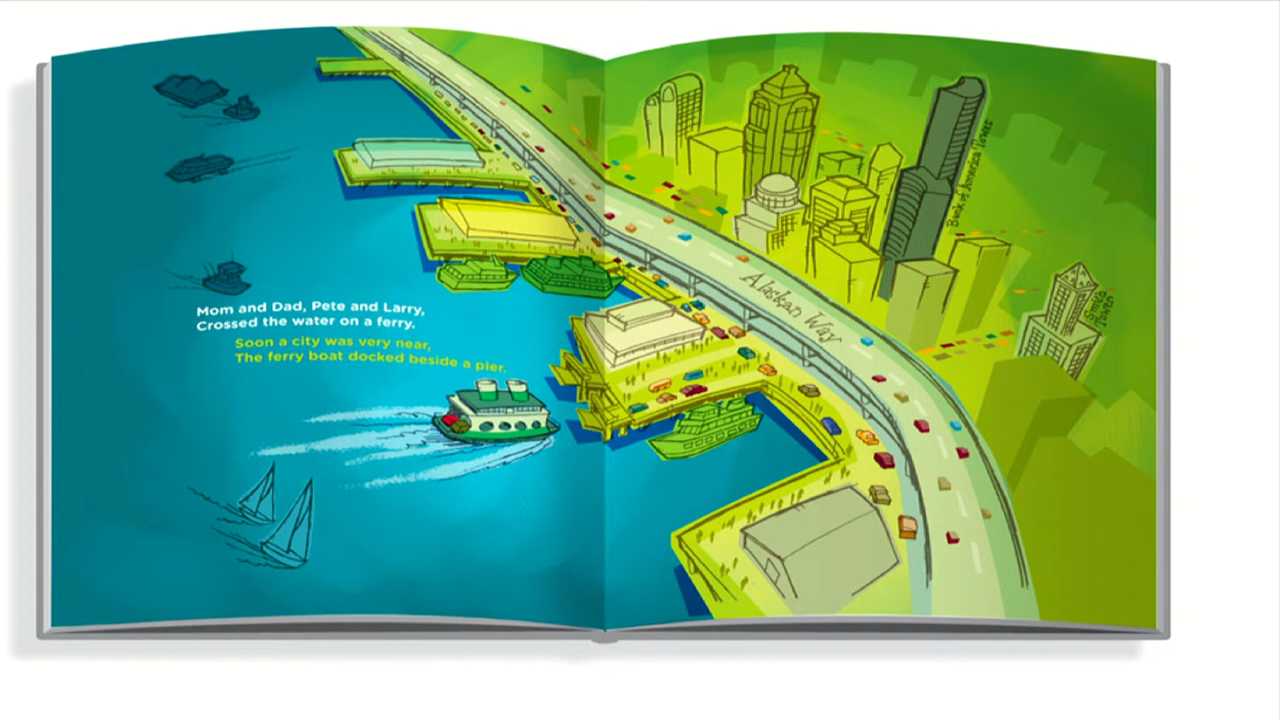 Mom and Dad, Pete and Larry,
Crossed the water on a ferry.
Soon a city was very near,
The ferry boat docked beside a pier.
Alaskan Way
Bank of America Tower
Smith
Tower